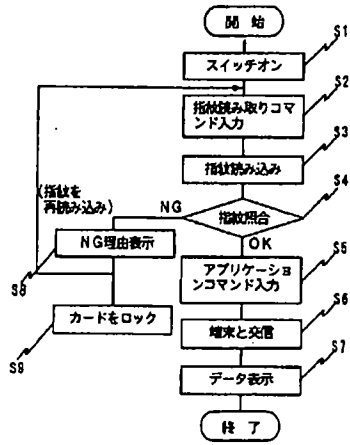 開 始
S1
スイッチオン
S2
指紋読み取りコマ
ンド入力
S3
指紋読み込み
S4
(指紋を
再読み込み)
NG
指紋照合
OK
NG理由表示
S8
S5
アプリケーショ
ンコマンド入力
S6
カードをロック
S9
端末と交信
S7
データ表示
終 了